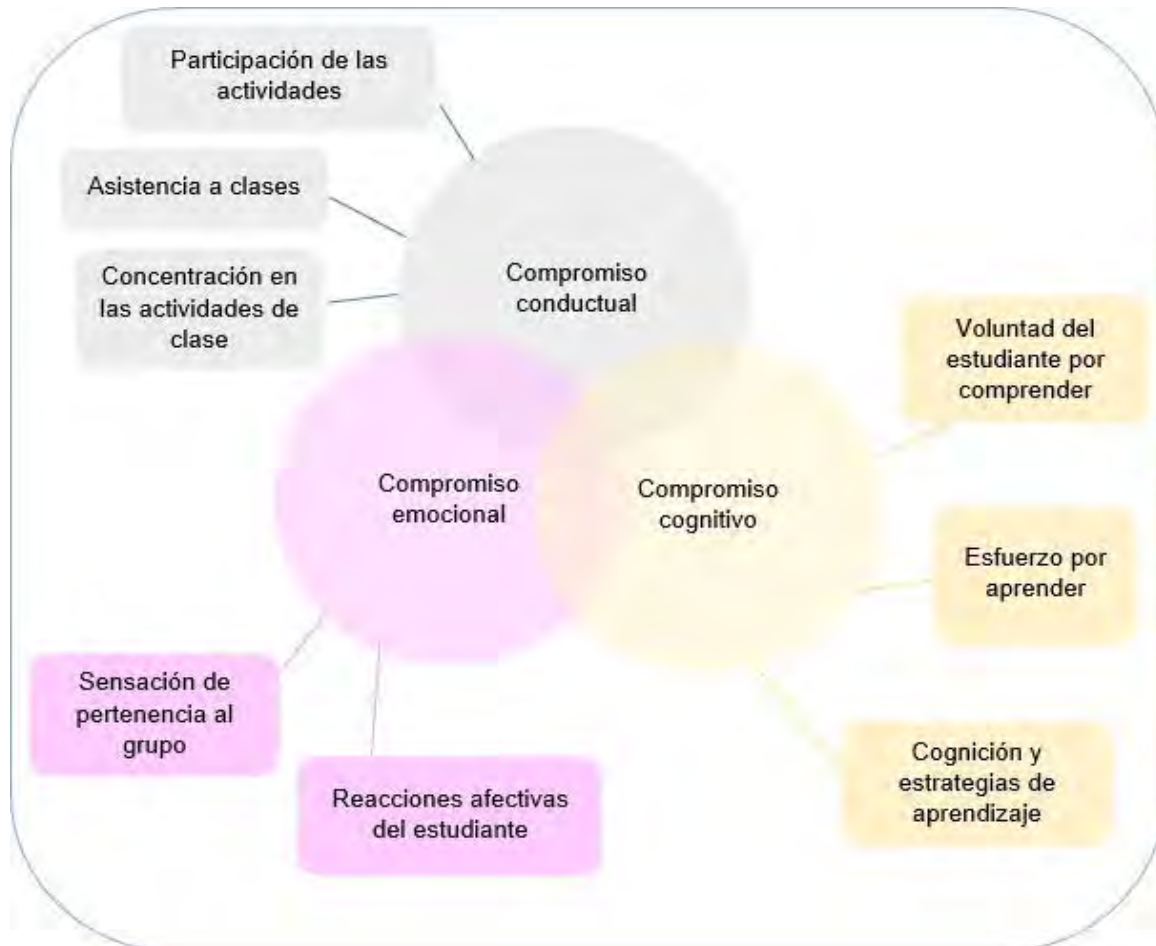 Participación de las
actividades
Asistencia a clases
Concentración en
las actividades de
clase
Compromiso
conductual
Voluntad del
estudiante por
comprender
Compromiso
emocional
Compromiso
cognitivo
Esfuerzo por
aprender
Sensación de
pertenencia al
grupo
Reacciones afectivas
del estudiante
Cognición y
estrategias de
aprendizaje